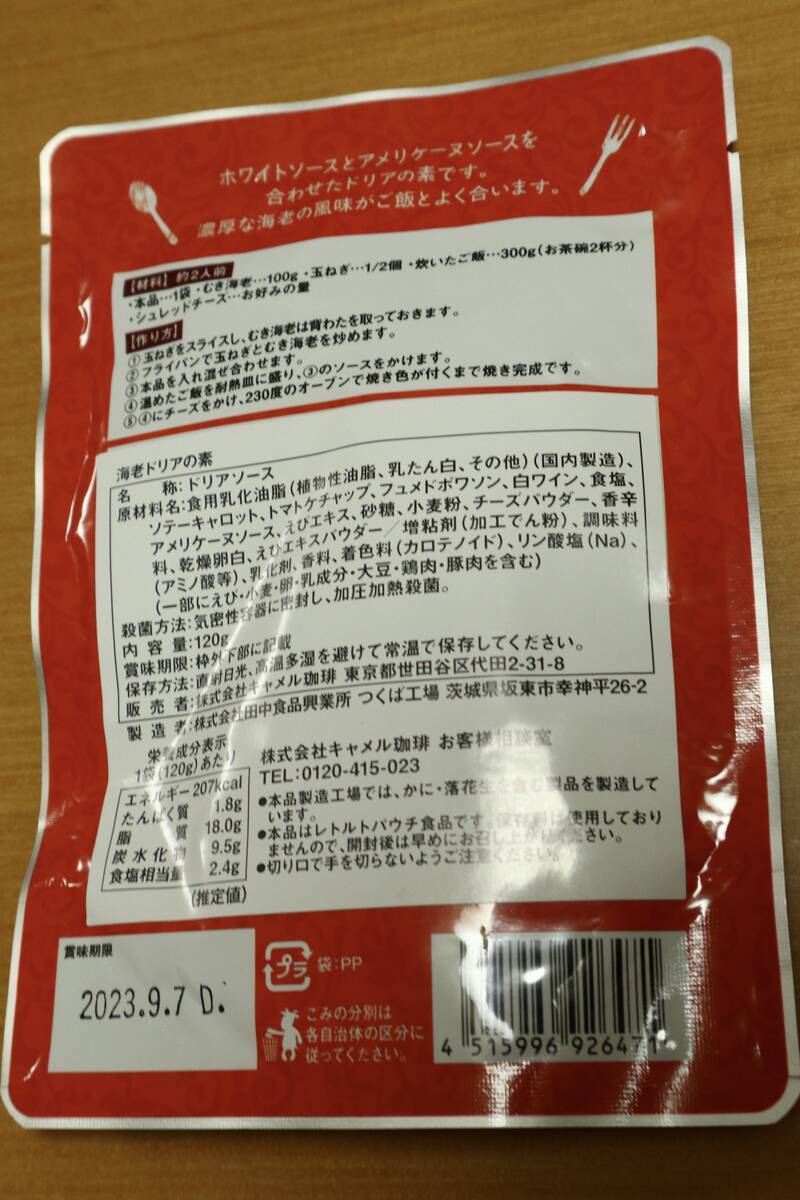 ホワイトソースとアメリケーヌソースを
合わせたドリアの素です。
濃厚な海老の風味がご飯とよく合います。
【材料】約2人前
・本品…1袋 ・むき海老…100g ・玉ねぎ…1/2個 ・炊いたご飯…300g(お茶碗2杯分)
・シュレッドチーズ…お好みの量
【作り方】
①玉ねぎをスライスし、むき海老は背わたを取っておきます。
②フライパンで玉ねぎとむき海老を炒めます。
③本品を入れ混ぜ合わせます。
④温めたご飯を耐熱皿に盛り、③のソースをかけます。
⑤④にチーズをかけ、230度のオーブンで焼き色が付くまで焼き完成です。
海老ドリアの素
名 称:ドリアソース
原材料名:食用乳化油脂(植物性油脂、乳たん白、その他)(国内製造)、
ソテーキャロット、トマトケチャップ、フュメドポワソン、白ワイン、食塩、
アメリケーヌソース、えびエキス、砂糖、小麦粉、チーズパウダー、香辛
料、乾燥卵白、えびエキスパウダー/増粘剤(加工でん粉)、調味料
(アミノ酸等)、乳化剤、香料、着色料(カロテノイド)、リン酸塩(Na)、
(一部にえび・小麦・卵・乳成分・大豆・鶏肉・豚肉を含む)
殺菌方法:気密性容器に密封し、加圧加熱殺菌。
内 容 量:120g
賞味期限:枠外下部に記載
保存方法:直射日光、高温多湿を避けて常温で保存してください。
販 売 者:株式会社キャメル珈琲 東京都世田谷区代田2-31-8
製 造 者:株式会社田中食品興業所 つくば工場 茨城県坂東市幸神平26-2
栄養成分表示
1袋(120g)あたり
エネルギー 207kcal
たんぱく質 1.8g
脂 質 18.0g
炭水化物 9.5g
食塩相当量 2.4g
(推定値)
株式会社キャメル珈琲 お客様相談室
TEL:0120-415-023
●本品製造工場では、かに・落花生を含む製品を製造して
います。
●本品はレトルトパウチ食品です。保存料は使用しており
ませんので、開封後は早めにお召し上がりください。
●切り口で手を切らないようご注意ください。
賞味期限
2023.9.7 D.
プラ
袋:PP
ごみの分別は
各自治体の区分に
従ってください。
4 515996 926471